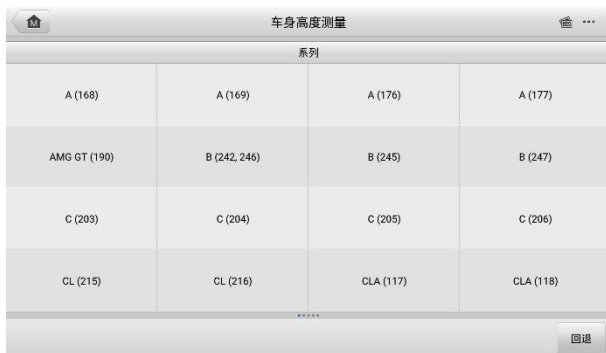 M
车身高度测量
系列
A (168) A (169) A (176) A (177)
AMG GT (190) B (242, 246) B (245) B (247)
C (203) C (204) C (205) C (206)
CL (215) CL (216) CLA (117) CLA (118)
回退